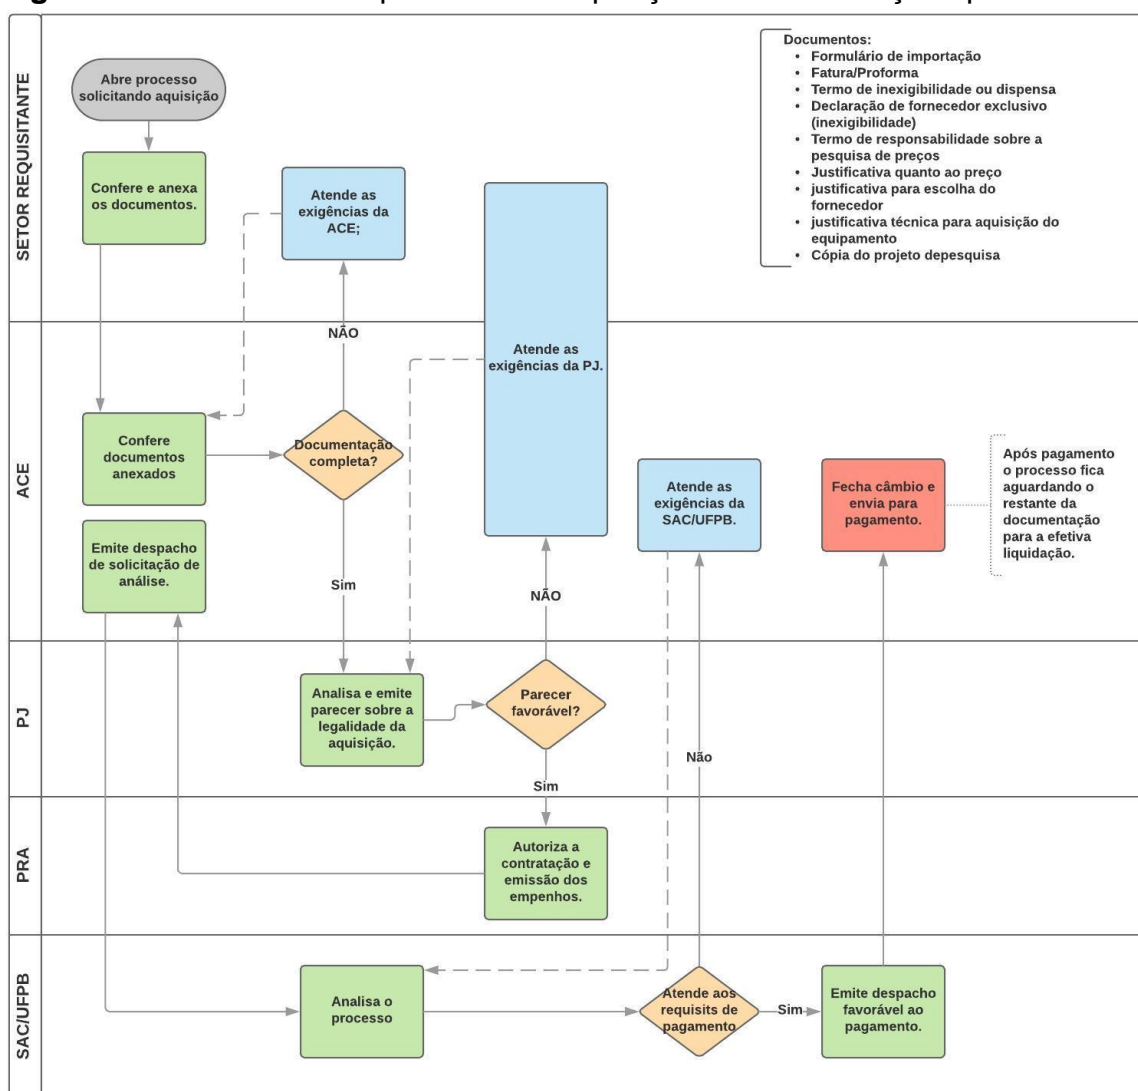 SETOR REQUISITANTE
Abre processo
solicitando aquisição
Confere e anexa
os documentos.
Atende as
exigências da
ACE;
Documentos:
• Formulário de importação
• Fatura/Proforma
• Termo de inexigibilidade ou dispensa
• Declaração de fornecedor exclusivo
(inexigibilidade)
• Termo de responsabilidade sobre a
pesquisa de preços
• Justificativa quanto ao preço
• justificativa para escolha do
fornecedor
• justificativa técnica para aquisição do
equipamento
• Cópia do projeto depesquisa
ACE
NÃO
Atende as
exigências da PJ.
Confere
documentos
anexados
Documentação
completa?
Atende as
exigências da
SAC/UFPB.
Fecha câmbio e
envia para
pagamento.
Após pagamento
o processo fica
aguardando o
restante da
documentação
para a efetiva
liquidação.
Emite despacho
de solicitação de
análise.
Sim
NÃO
PJ
Analisa e emite
parecer sobre a
legalidade da
aquisição.
Parecer
favorável?
Não
Sim
PRA
Autoriza a
contratação e
emissão dos
empenhos.
SAC/UFPB
Analisa o
processo
Atende aos
requisits de
pagamento
Sim
Emite despacho
favorável ao
pagamento.